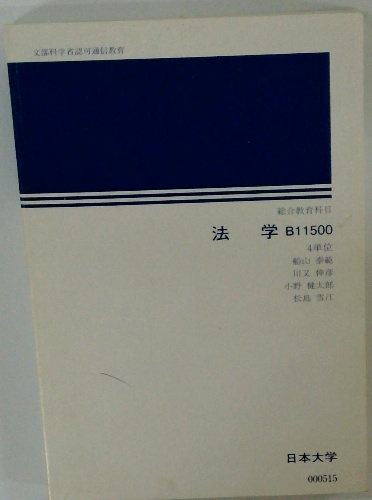 文部科学省認可通信教育
総合教育科目
法 学 B11500
4単位
船山 泰範
川又 伸彦
小野 健太郎
松島 雪江
日本大学
000515